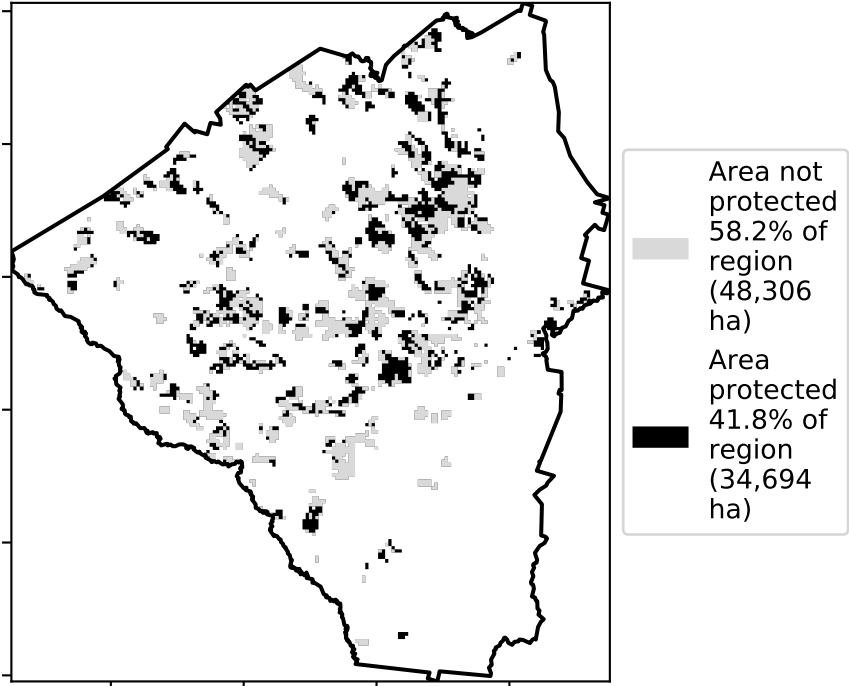 Area not
protected
58.2% of
region
(48,306
ha)
Area
protected
41.8% of
region
(34,694
ha)